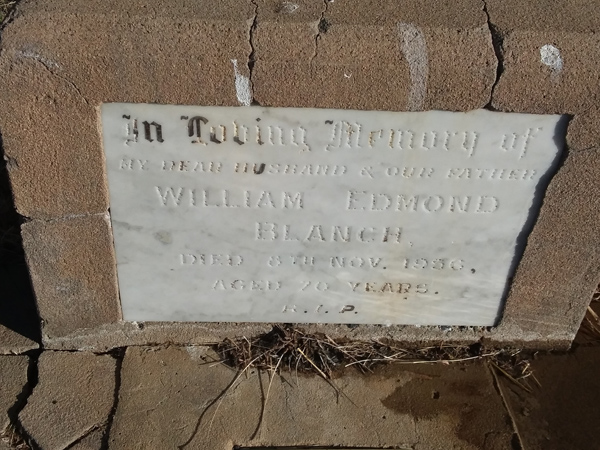 In Loving Memory of
MY DEAR HUSBAND & OUR FATHER
WILLIAM EDMOND
BLANCH,
DIED 8TH NOV. 1956,
AGED 70 YEARS.
R.I.P.